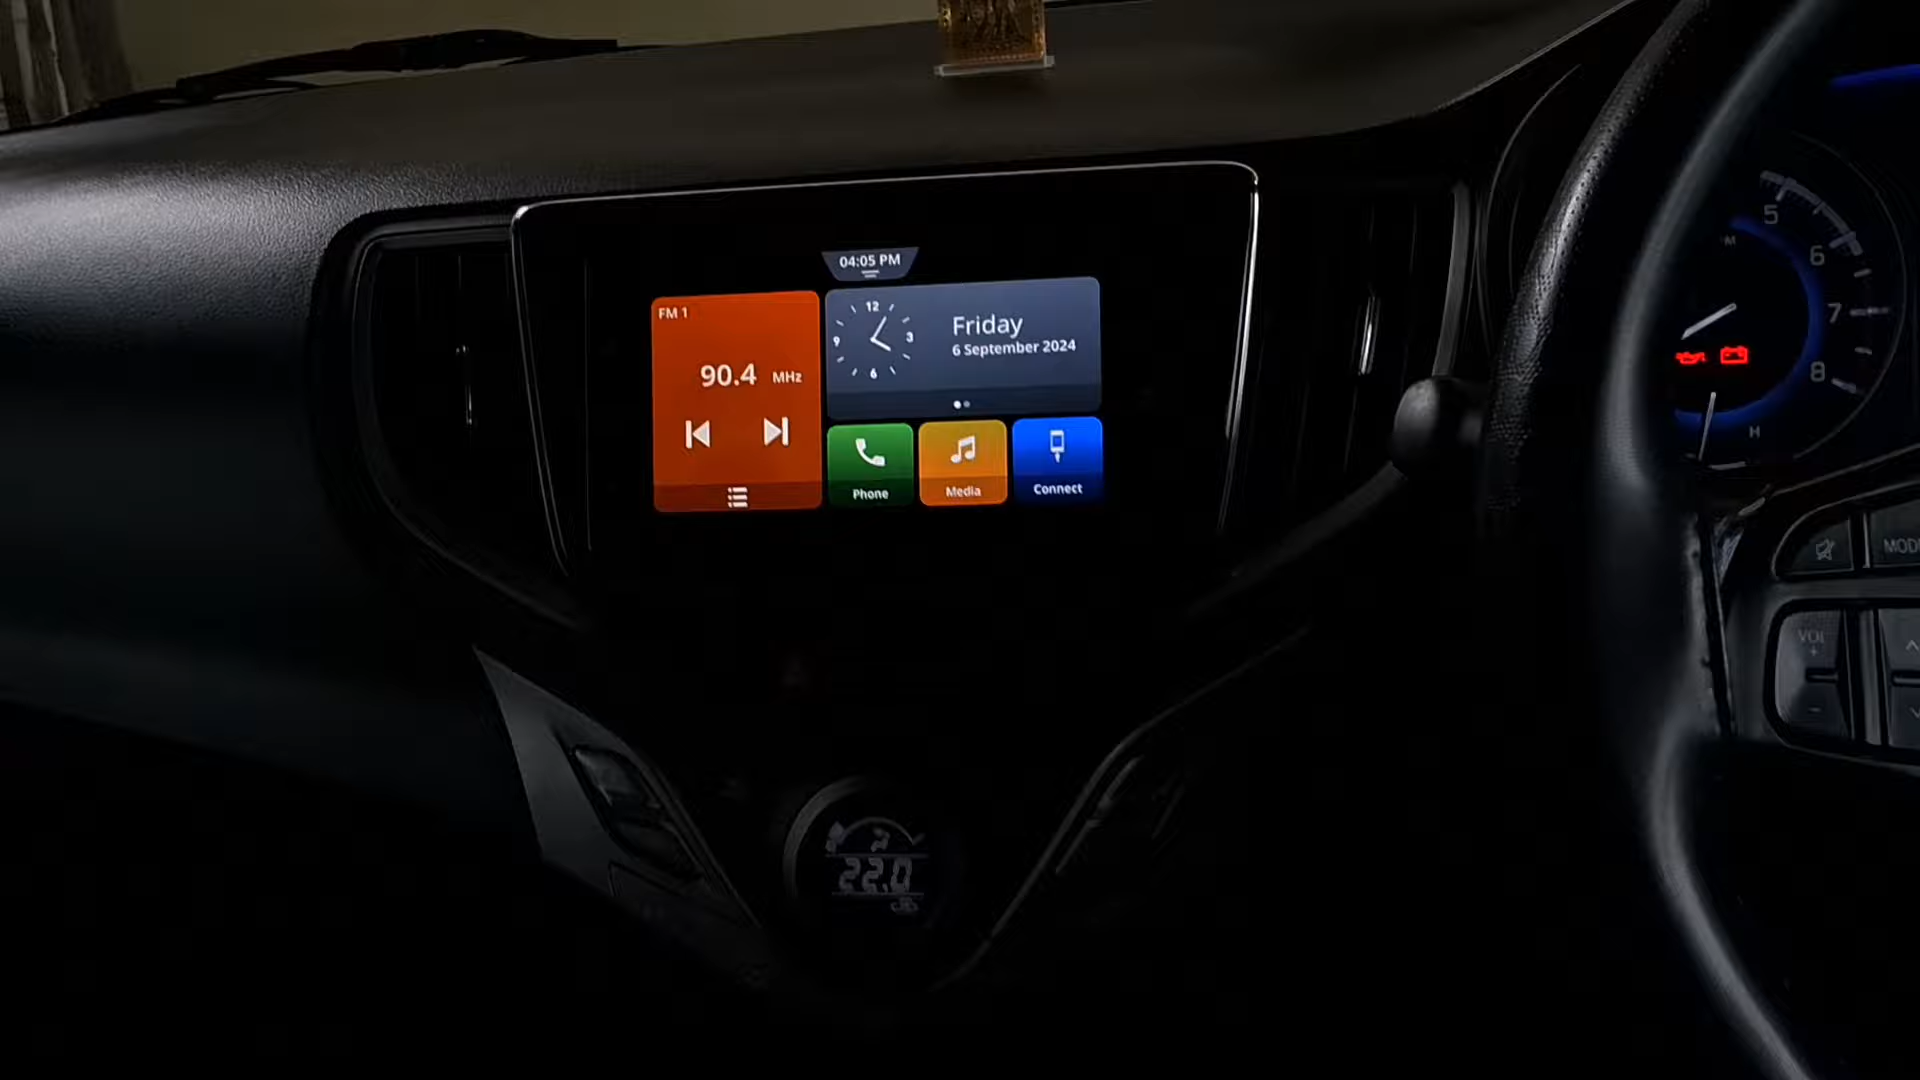 04:05 PM
FM 1
90.4 MHz
12
9
3
6
Friday
6 September 2024
Phone
Media
Connect
22.0
5
6
7
8
H
VOL
+
-